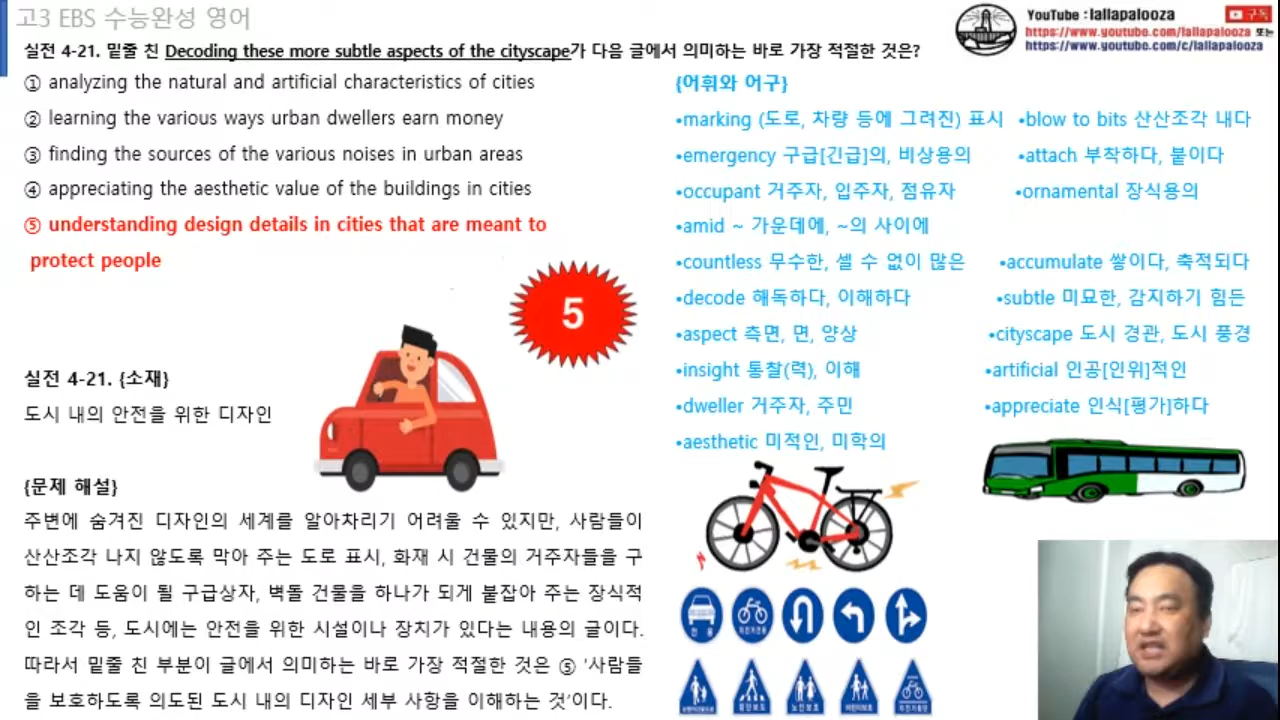 고3 EBS 수능완성 영어
YouTube : lallapalooza
구독
https://www.youtube.com/lallapalooza 또는
https://www.youtube.com/c/lallapalooza
실전 4-21. 밑줄 친 Decoding these more subtle aspects of the cityscape가 다음 글에서 의미하는 바로 가장 적절한 것은?
① analyzing the natural and artificial characteristics of cities
② learning the various ways urban dwellers earn money
③ finding the sources of the various noises in urban areas
④ appreciating the aesthetic value of the buildings in cities
⑤ understanding design details in cities that are meant to
protect people
5
실전 4-21. {소재}
도시 내의 안전을 위한 디자인
{문제 해설}
주변에 숨겨진 디자인의 세계를 알아차리기 어려울 수 있지만, 사람들이
산산조각 나지 않도록 막아 주는 도로 표시, 화재 시 건물의 거주자들을 구
하는 데 도움이 될 구급상자, 벽돌 건물을 하나가 되게 붙잡아 주는 장식적
인 조각 등, 도시에는 안전을 위한 시설이나 장치가 있다는 내용의 글이다.
따라서 밑줄 친 부분이 글에서 의미하는 바로 가장 적절한 것은 ⑤ '사람들
을 보호하도록 의도된 도시 내의 디자인 세부 사항을 이해하는 것'이다.
{어휘와 어구}
•marking (도로, 차량 등에 그려진) 표시 •blow to bits 산산조각 내다
•emergency 구급[긴급]의, 비상용의 •attach 부착하다, 붙이다
•occupant 거주자, 입주자, 점유자 •ornamental 장식용의
•amid ~ 가운데에, ~의 사이에
•countless 무수한, 셀 수 없이 많은 •accumulate 쌓이다, 축적되다
•decode 해독하다, 이해하다 •subtle 미묘한, 감지하기 힘든
•aspect 측면, 면, 양상 •cityscape 도시 경관, 도시 풍경
•insight 통찰(력), 이해 •artificial 인공[인위]적인
•dweller 거주자, 주민 •appreciate 인식[평가]하다
•aesthetic 미적인, 미학의
전용
자전거전용
횡단보도
노인보호
어린이보호